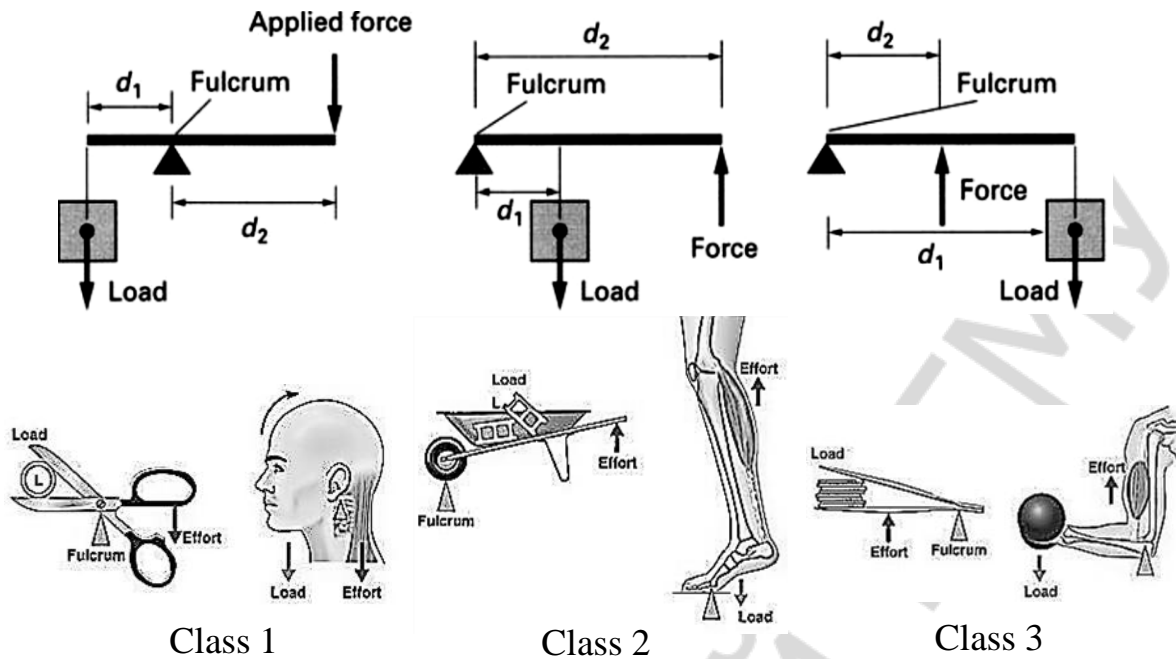 Applied force
d1
Fulcrum
d2
Load
d2
Fulcrum
d1
Force
Load
d2
Fulcrum
Force
d1
Load
Load
L
Fulcrum
Effort
Load
Effort
Load
L
Effort
Fulcrum
Effort
Load
Load
Effort
Fulcrum
Effort
Load
Class 1
Class 2
Class 3